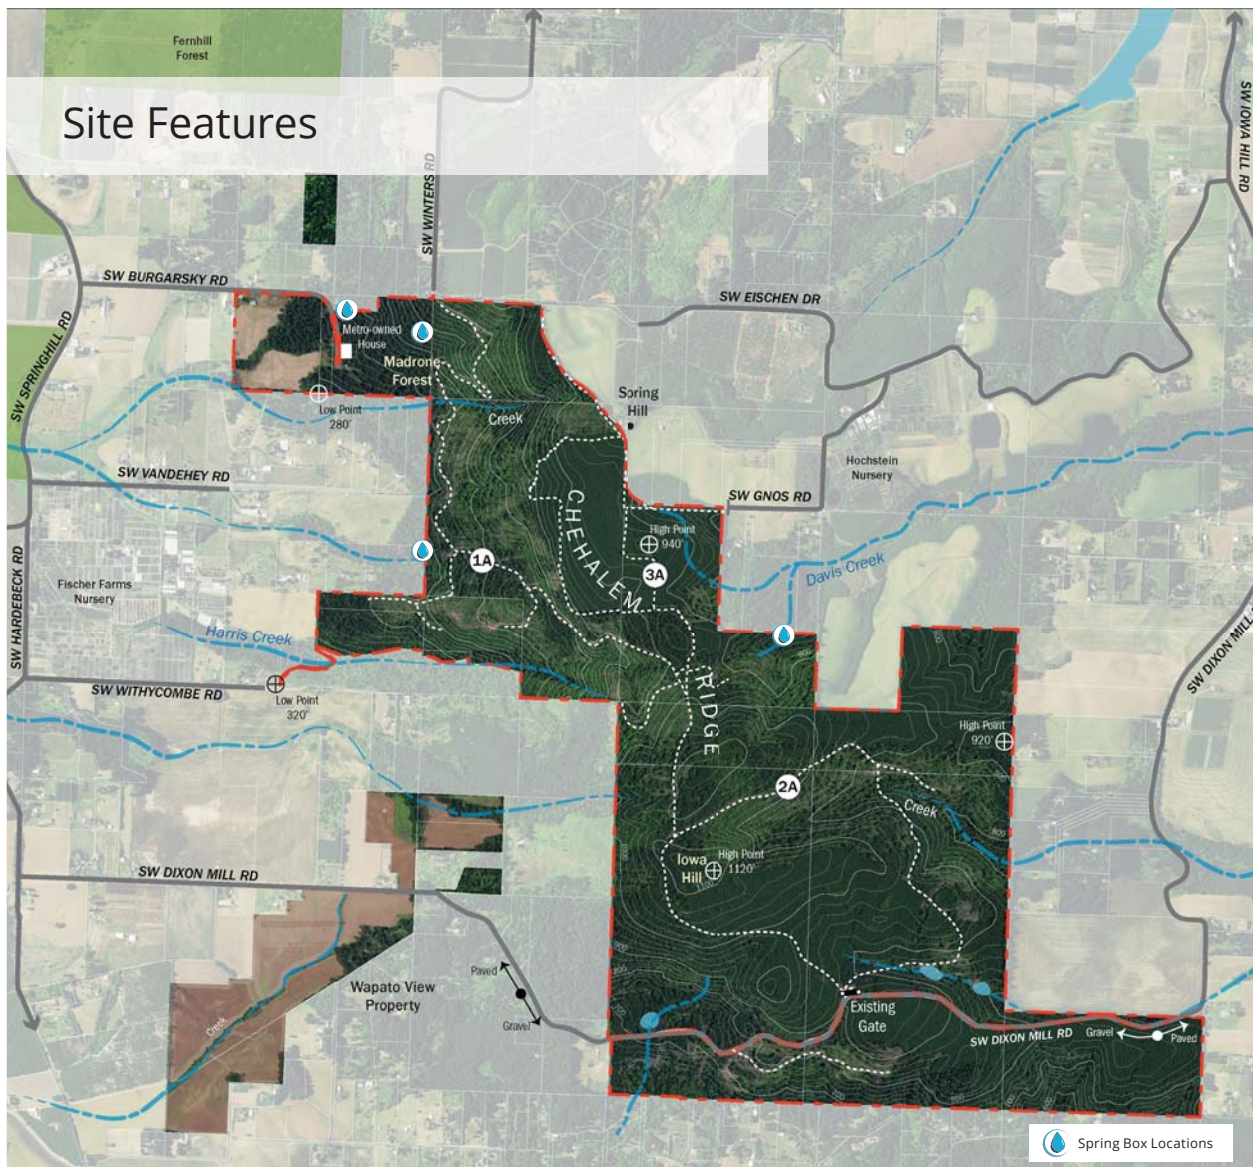 Fernhill
Forest
Site Features
SW WINTERS RD
SW IOWA HILL RD
SW BURGARSKY RD
SW EISCHEN DR
SW SPRINGHILL RD
Metro-owned
House
Madrone
Forest
Low Point
280'
Creek
Spring
Hill
SW VANDEHEY RD
Hochstein
Nursery
SW GNOS RD
CHEHALEM
RIDGE
High Point
940'
1A
3A
Davis Creek
SW HARDEBECK RD
Fischer Farms
Nursery
Harris Creek
SW WITHYCOMBE RD
Low Point
320'
SW DIXON MILL
High Point
920'
2A
Creek
800
Iowa
Hill
High Point
1120'
SW DIXON MILL RD
Paved
Gravel
Wapato View
Property
Creek
Existing
Gate
SW DIXON MILL RD
Gravel
Paved
Spring Box Locations